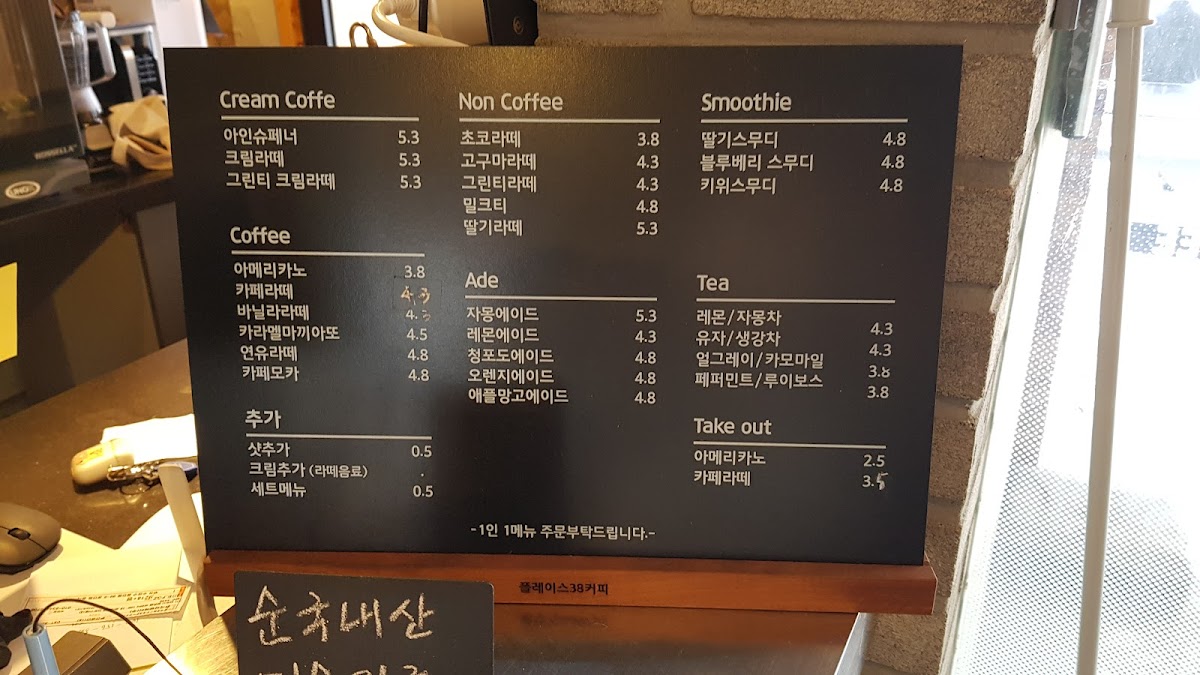 Cream Coffe
아인슈페너 5.3
크림라떼 5.3
그린티 크림라떼 5.3
Coffee
아메리카노 3.8
카페라떼
바닐라라떼
카라멜마끼아또 4.5
연유라떼 4.8
카페모카 4.8
추가
샷추가 0.5
크림추가 (라떼음료)
세트메뉴 0.5
Non Coffee
초코라떼 3.8
고구마라떼 4.3
그린티라떼 4.3
밀크티 4.8
딸기라떼 5.3
Ade
자몽에이드 5.3
레몬에이드 4.3
청포도에이드 4.8
오렌지에이드 4.8
애플망고에이드 4.8
Smoothie
딸기스무디 4.8
블루베리 스무디 4.8
키위스무디 4.8
Tea
레몬/자몽차 4.3
유자/생강차 4.3
얼그레이/카모마일 3.8
페퍼민트/루이보스 3.8
Take out
아메리카노 2.5
카페라떼 3.5
-1인 1메뉴 주문부탁드립니다.-
플레이스38커피
순국내산